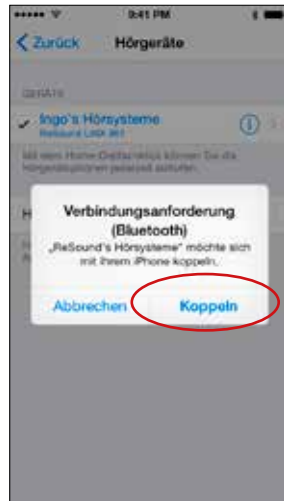 9:41 PM
Zurück Hörgeräte
GERÄTE
Ingo's Hörsysteme
ReSound LiNX
Verbindungsanforderung
(Bluetooth)
„ReSound's Hörsysteme" möchte sich
mit Ihrem iPhone koppeln.
Abbrechen Koppeln